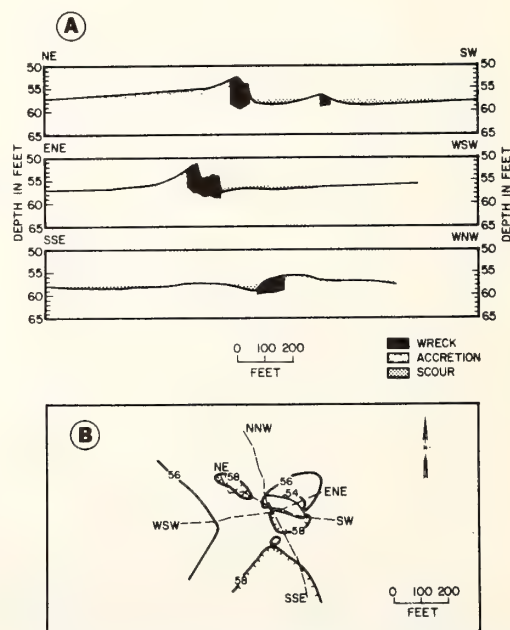 A
NE SW
50 50
55 55
60 60
65 65
ENE WSW
50 50
55 55
60 60
65 65
SSE WNW
50 50
55 55
60 60
65 65
DEPTH IN FEET
DEPTH IN FEET
0 100 200
FEET
WRECK
ACCRETION
SCOUR
B
NNW
56
NE
58
56
54
ENE
WSW
SW
58
58
SSE
0 100 200
FEET